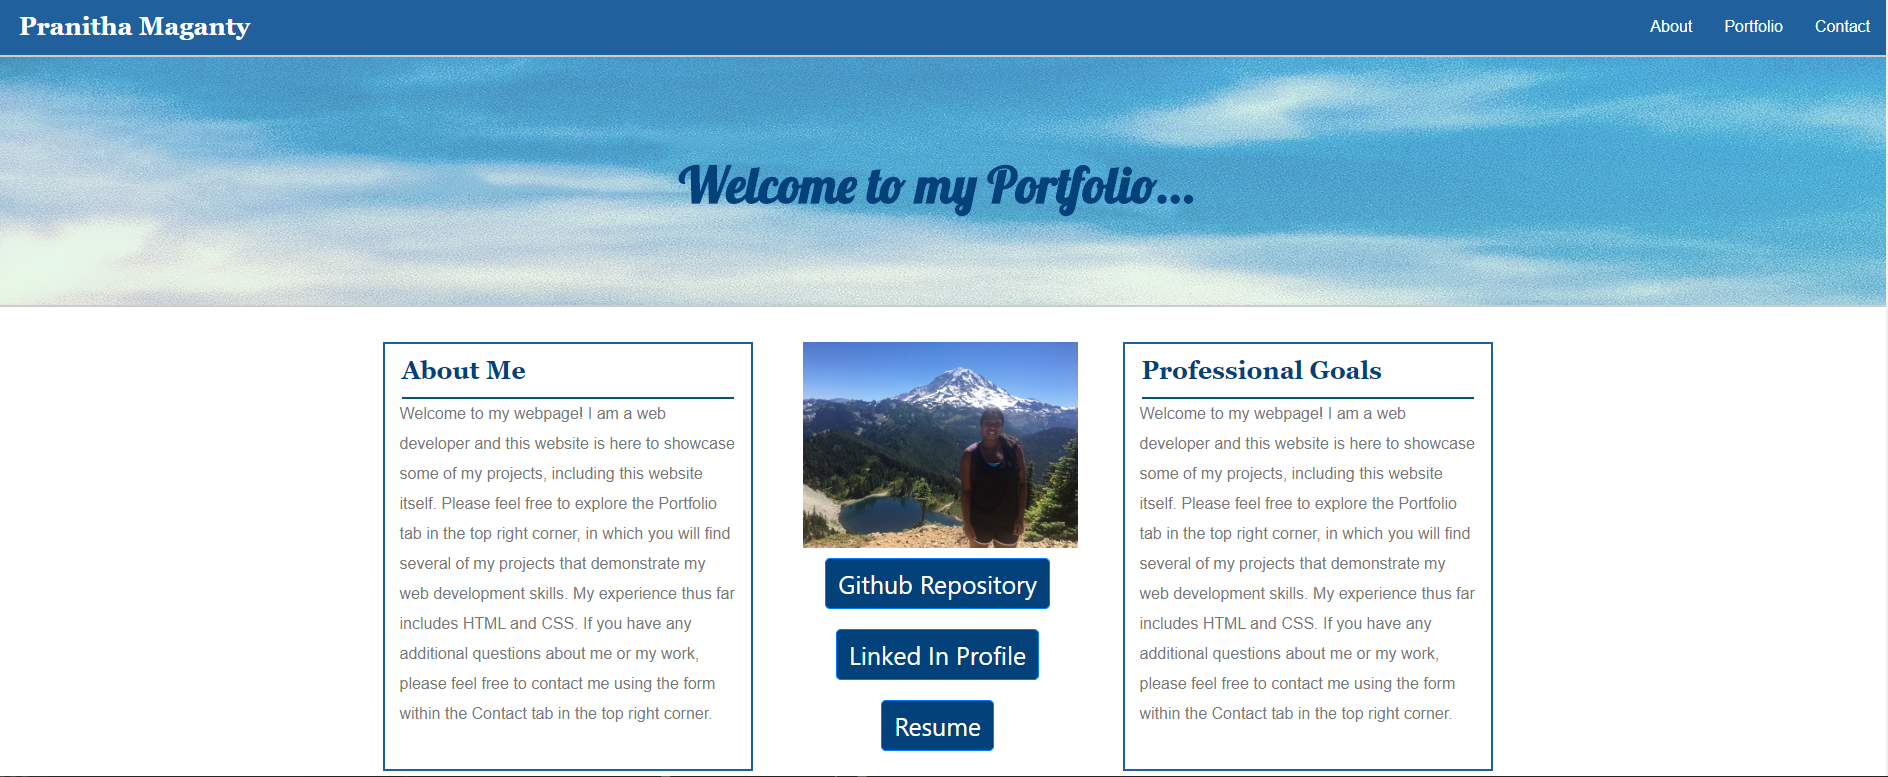 Pranitha Maganty
About Portfolio Contact
Welcome to my Portfolio...
About Me
Welcome to my webpage! I am a web
developer and this website is here to showcase
some of my projects, including this website
itself. Please feel free to explore the Portfolio
tab in the top right corner, in which you will find
several of my projects that demonstrate my
web development skills. My experience thus far
includes HTML and CSS. If you have any
additional questions about me or my work,
please feel free to contact me using the form
within the Contact tab in the top right corner.
Github Repository
Linked In Profile
Resume
Professional Goals
Welcome to my webpage! I am a web
developer and this website is here to showcase
some of my projects, including this website
itself. Please feel free to explore the Portfolio
tab in the top right corner, in which you will find
several of my projects that demonstrate my
web development skills. My experience thus far
includes HTML and CSS. If you have any
additional questions about me or my work,
please feel free to contact me using the form
within the Contact tab in the top right corner.